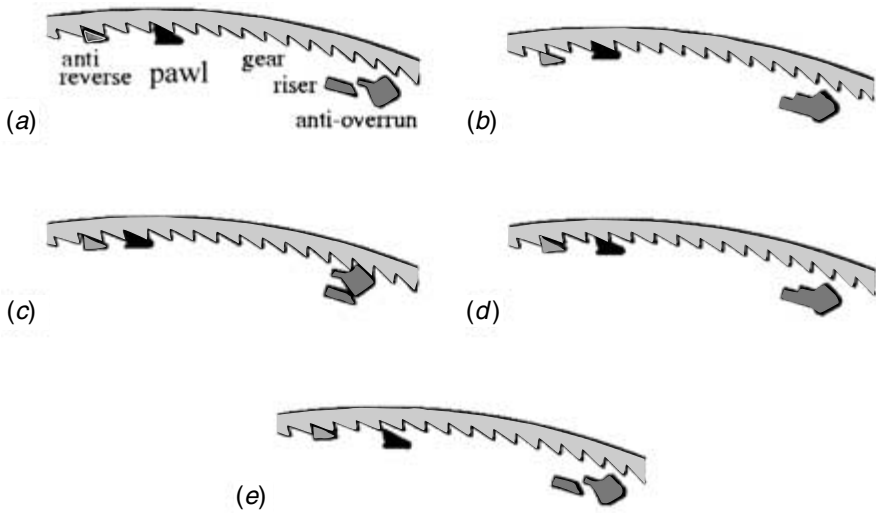 anti
reverse
pawl
gear
riser
anti-overrun
(a)
(b)
(c)
(d)
(e)